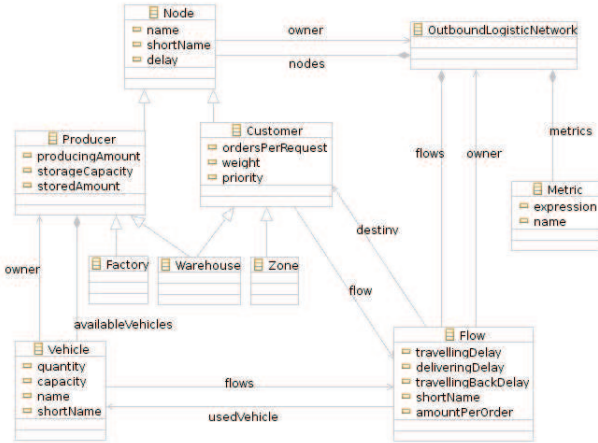 Node
name
shortName
delay
owner
nodes
OutboundLogisticNetwork
Producer
producingAmount
storageCapacity
storedAmount
Customer
ordersPerRequest
weight
priority
flows
owner
metrics
Metric
expression
name
destinv
owner
Factory
Warehouse
Zone
flow
availableVehicles
Vehicle
quantity
capacity
name
shortName
flows
usedVehicle
Flow
travellingDelay
deliveringDelay
travellingBackDelay
shortName
amountPerOrder